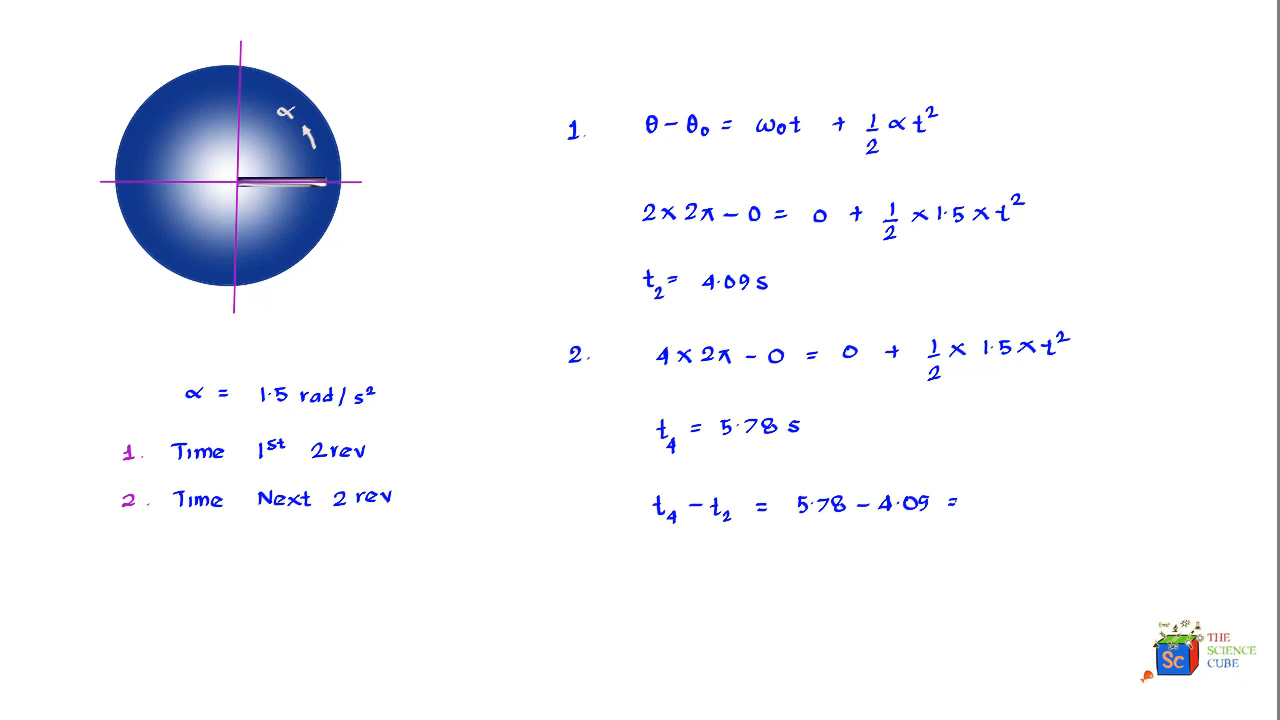 α
α = 1.5 rad/s²
1. Time 1st 2rev
2. Time Next 2 rev
1. θ - θ₀ = ω₀t + 1/2 αt²
2 × 2π - 0 = 0 + 1/2 × 1.5 × t²
t₂ = 4.09s
2. 4 × 2π - 0 = 0 + 1/2 × 1.5 × t²
t₄ = 5.78 s
t₄ - t₂ = 5.78 - 4.09 =
Sc
THE
SCIENCE
CUBE